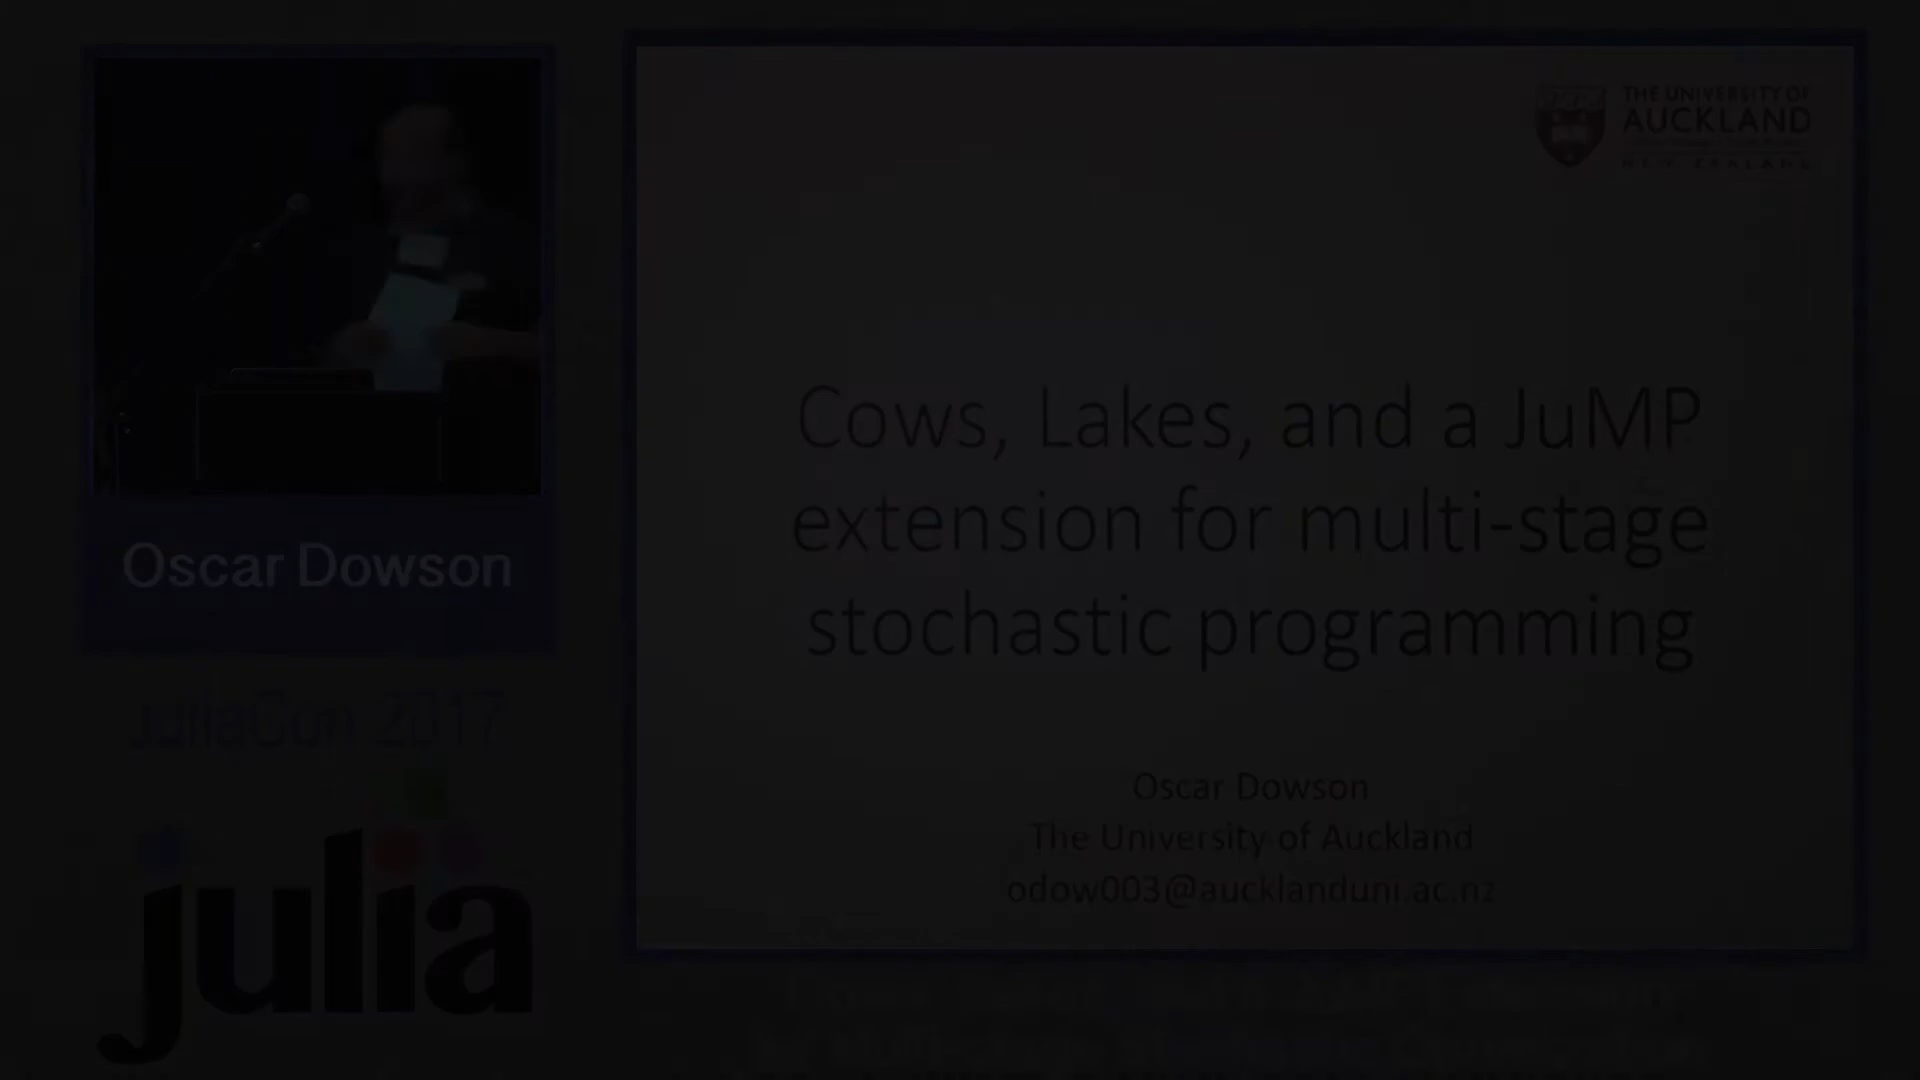 THE UNIVERSITY OF
AUCKLAND
NEW ZEALAND
Cows, Lakes, and a JuMP
extension for multi-stage
stochastic programming
Oscar Dowson
The University of Auckland
odow003@aucklanduni.ac.nz
Oscar Dowson
JuliaCon 2017
julia